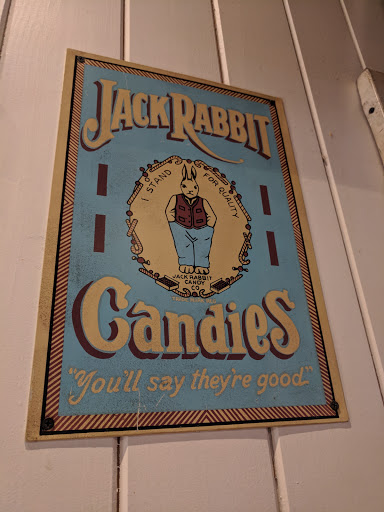 JACK RABBIT
I STAND FOR QUALITY
JACK RABBIT
CANDY
CO
Candies
"You'll say they're good."